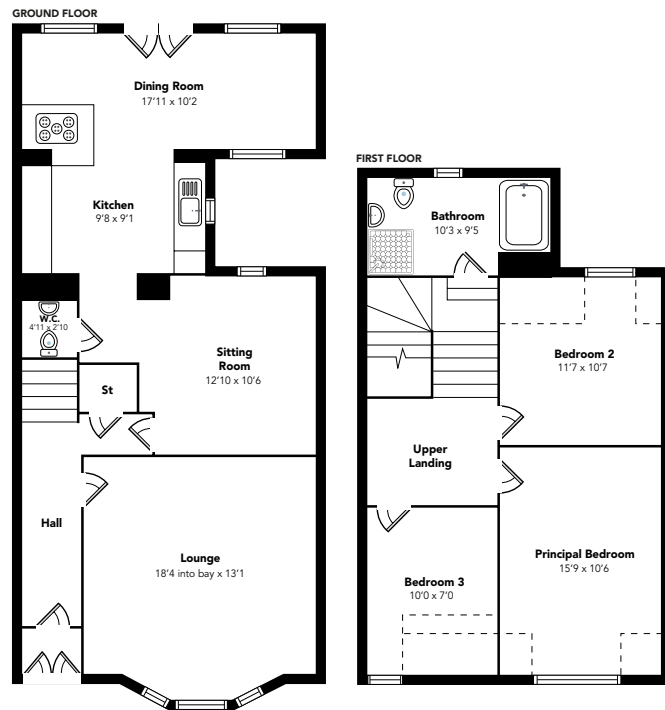 GROUND FLOOR
Dining Room
17'11 x 10'2
Kitchen
9'8 x 9'1
W.C.
4'11 x 2'10
Sitting
Room
12'10 x 10'6
St
Hall
Lounge
18'4 into bay x 13'1
FIRST FLOOR
Bathroom
10'3 x 9'5
Bedroom 2
11'7 x 10'7
Upper
Landing
Principal Bedroom
15'9 x 10'6
Bedroom 3
10'0 x 7'0